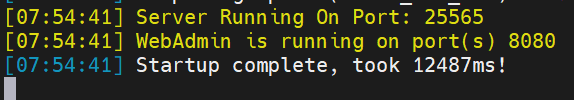 [07:54:41] Server Running On Port: 25565
[07:54:41] WebAdmin is running on port(s) 8080
[07:54:41] Startup complete, took 12487ms!